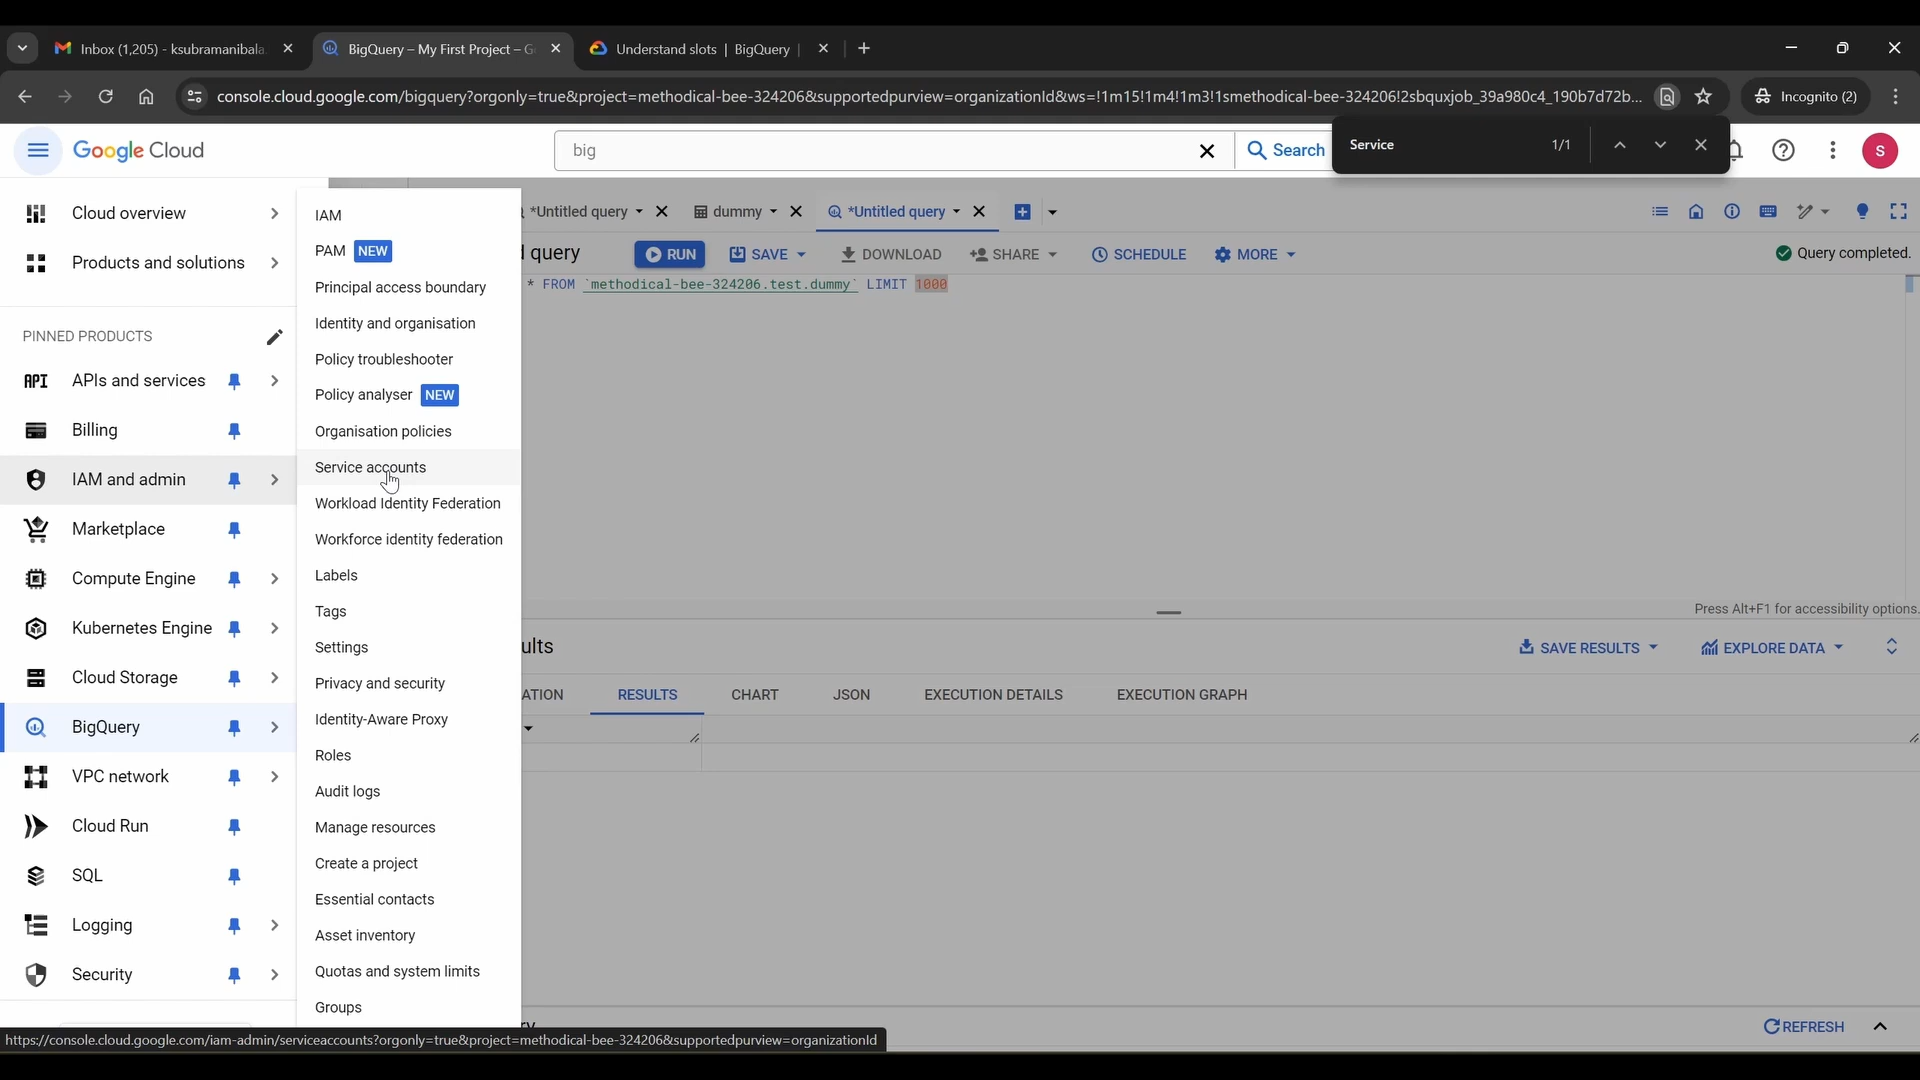 Inbox (1,205) - ksubramanibala
BigQuery – My First Project – G
Understand slots | BigQuery |
console.cloud.google.com/bigquery?orgonly=true&project=methodical-bee-324206&supportedpurview=organizationId&ws=!1m15!1m4!1m3!1smethodical-bee-324206!2sbquxjob_39a980c4_190b7d72b...
Incognito (2)
Google Cloud
big
Search
Service
1/1
S
Cloud overview
Products and solutions
PINNED PRODUCTS
API
APIs and services
Billing
IAM and admin
Marketplace
Compute Engine
Kubernetes Engine
Cloud Storage
BigQuery
VPC network
Cloud Run
SQL
Logging
Security
IAM
PAM NEW
Principal access boundary
Identity and organisation
Policy troubleshooter
Policy analyser NEW
Organisation policies
Service accounts
Workload Identity Federation
Workforce identity federation
Labels
Tags
Settings
Privacy and security
Identity-Aware Proxy
Roles
Audit logs
Manage resources
Create a project
Essential contacts
Asset inventory
Quotas and system limits
Groups
*Untitled query
dummy
*Untitled query
d query
RUN
SAVE
DOWNLOAD
SHARE
SCHEDULE
MORE
Query completed.
* FROM `methodical-bee-324206.test.dummy` LIMIT 1000
Press Alt+F1 for accessibility options.
ults
SAVE RESULTS
EXPLORE DATA
ATION
RESULTS
CHART
JSON
EXECUTION DETAILS
EXECUTION GRAPH
ry
REFRESH
https://console.cloud.google.com/iam-admin/serviceaccounts?orgonly=true&project=methodical-bee-324206&supportedpurview=organizationId